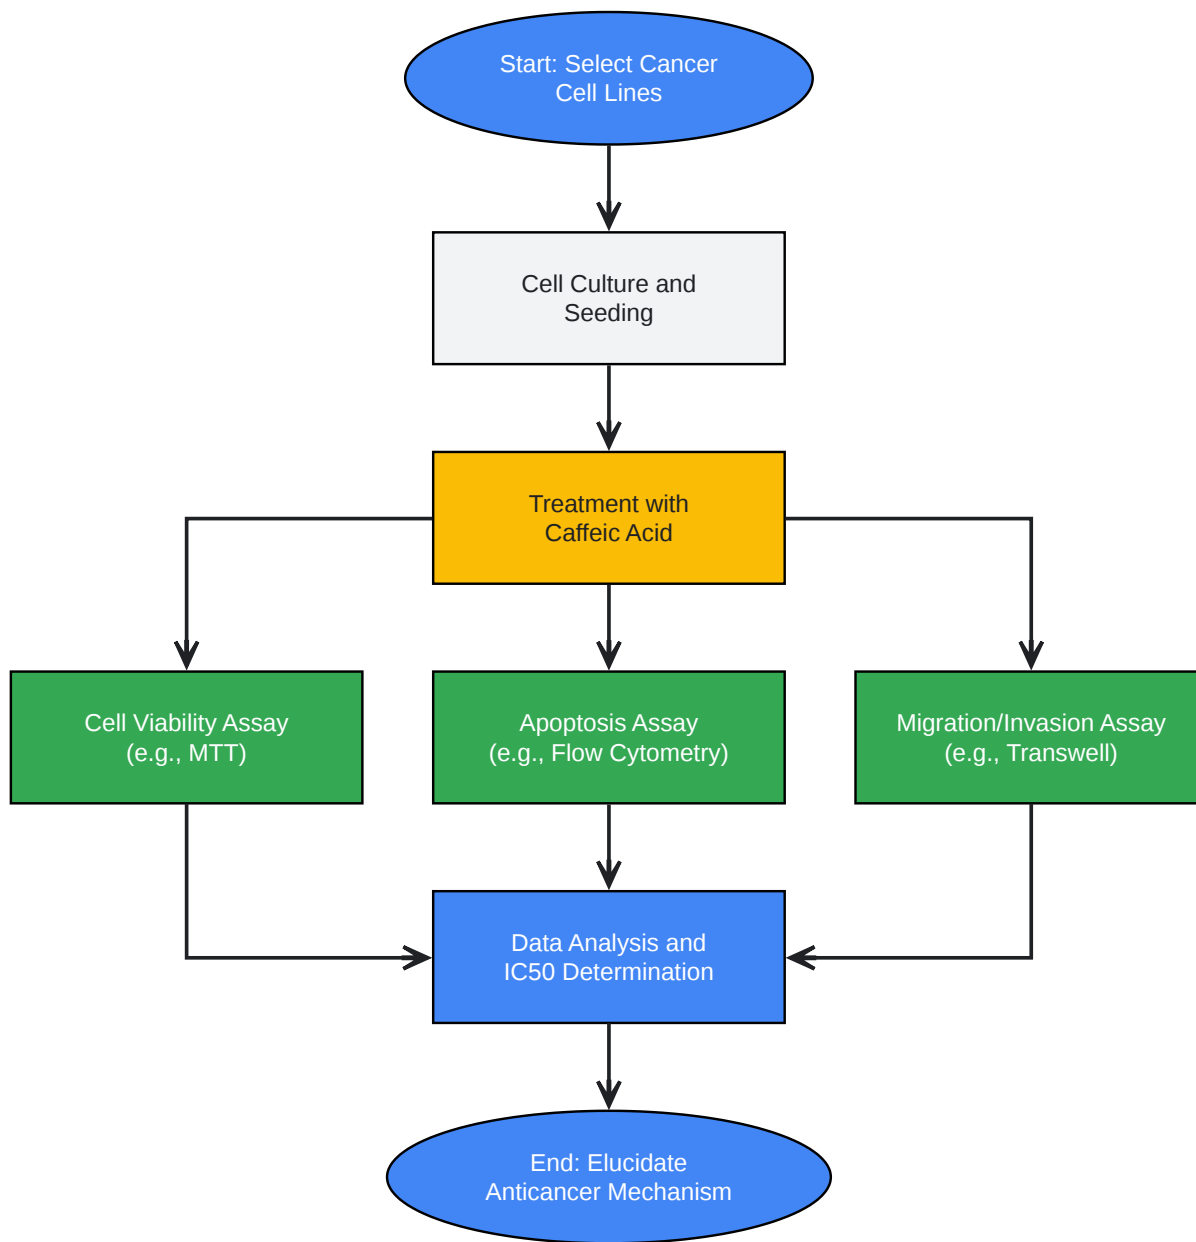 Start: Select Cancer
Cell Lines
Cell Culture and
Seeding
Treatment with
Caffeic Acid
Cell Viability Assay
(e.g., MTT)
Apoptosis Assay
(e.g., Flow Cytometry)
Migration/Invasion Assay
(e.g., Transwell)
Data Analysis and
IC50 Determination
End: Elucidate
Anticancer Mechanism